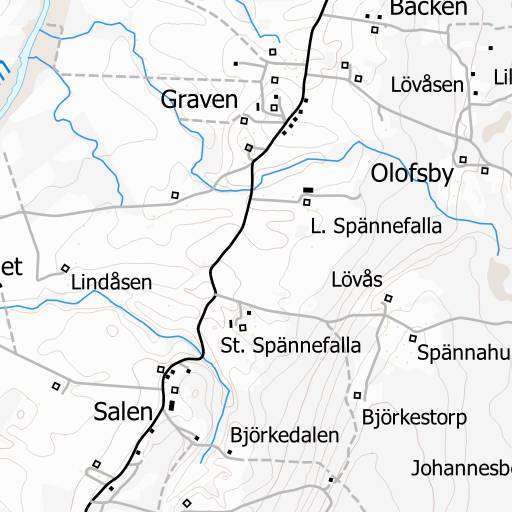 Backen
Lövåsen
Graven
Olofsby
L. Spännefalla
Lindåsen
Lövås
St. Spännefalla
Salen
Björkestorp
Björkedalen